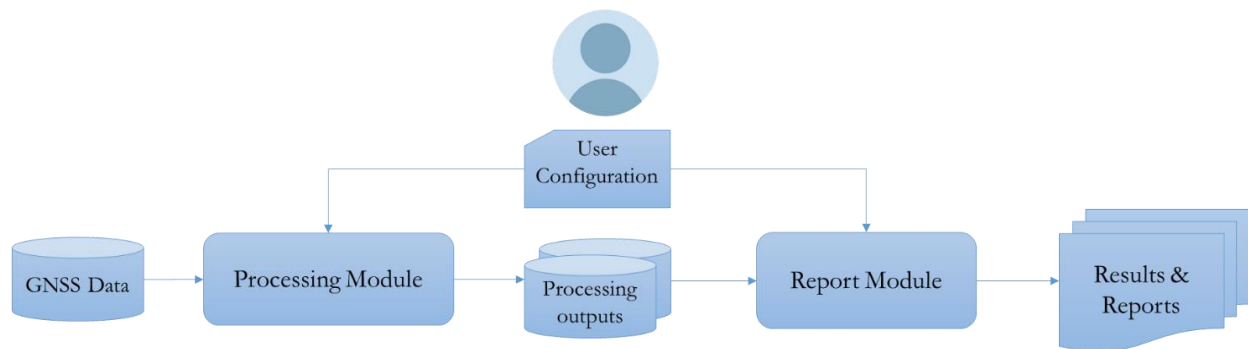 User
Configuration
GNSS Data
Processing Module
Processing
outputs
Report Module
Results &
Reports